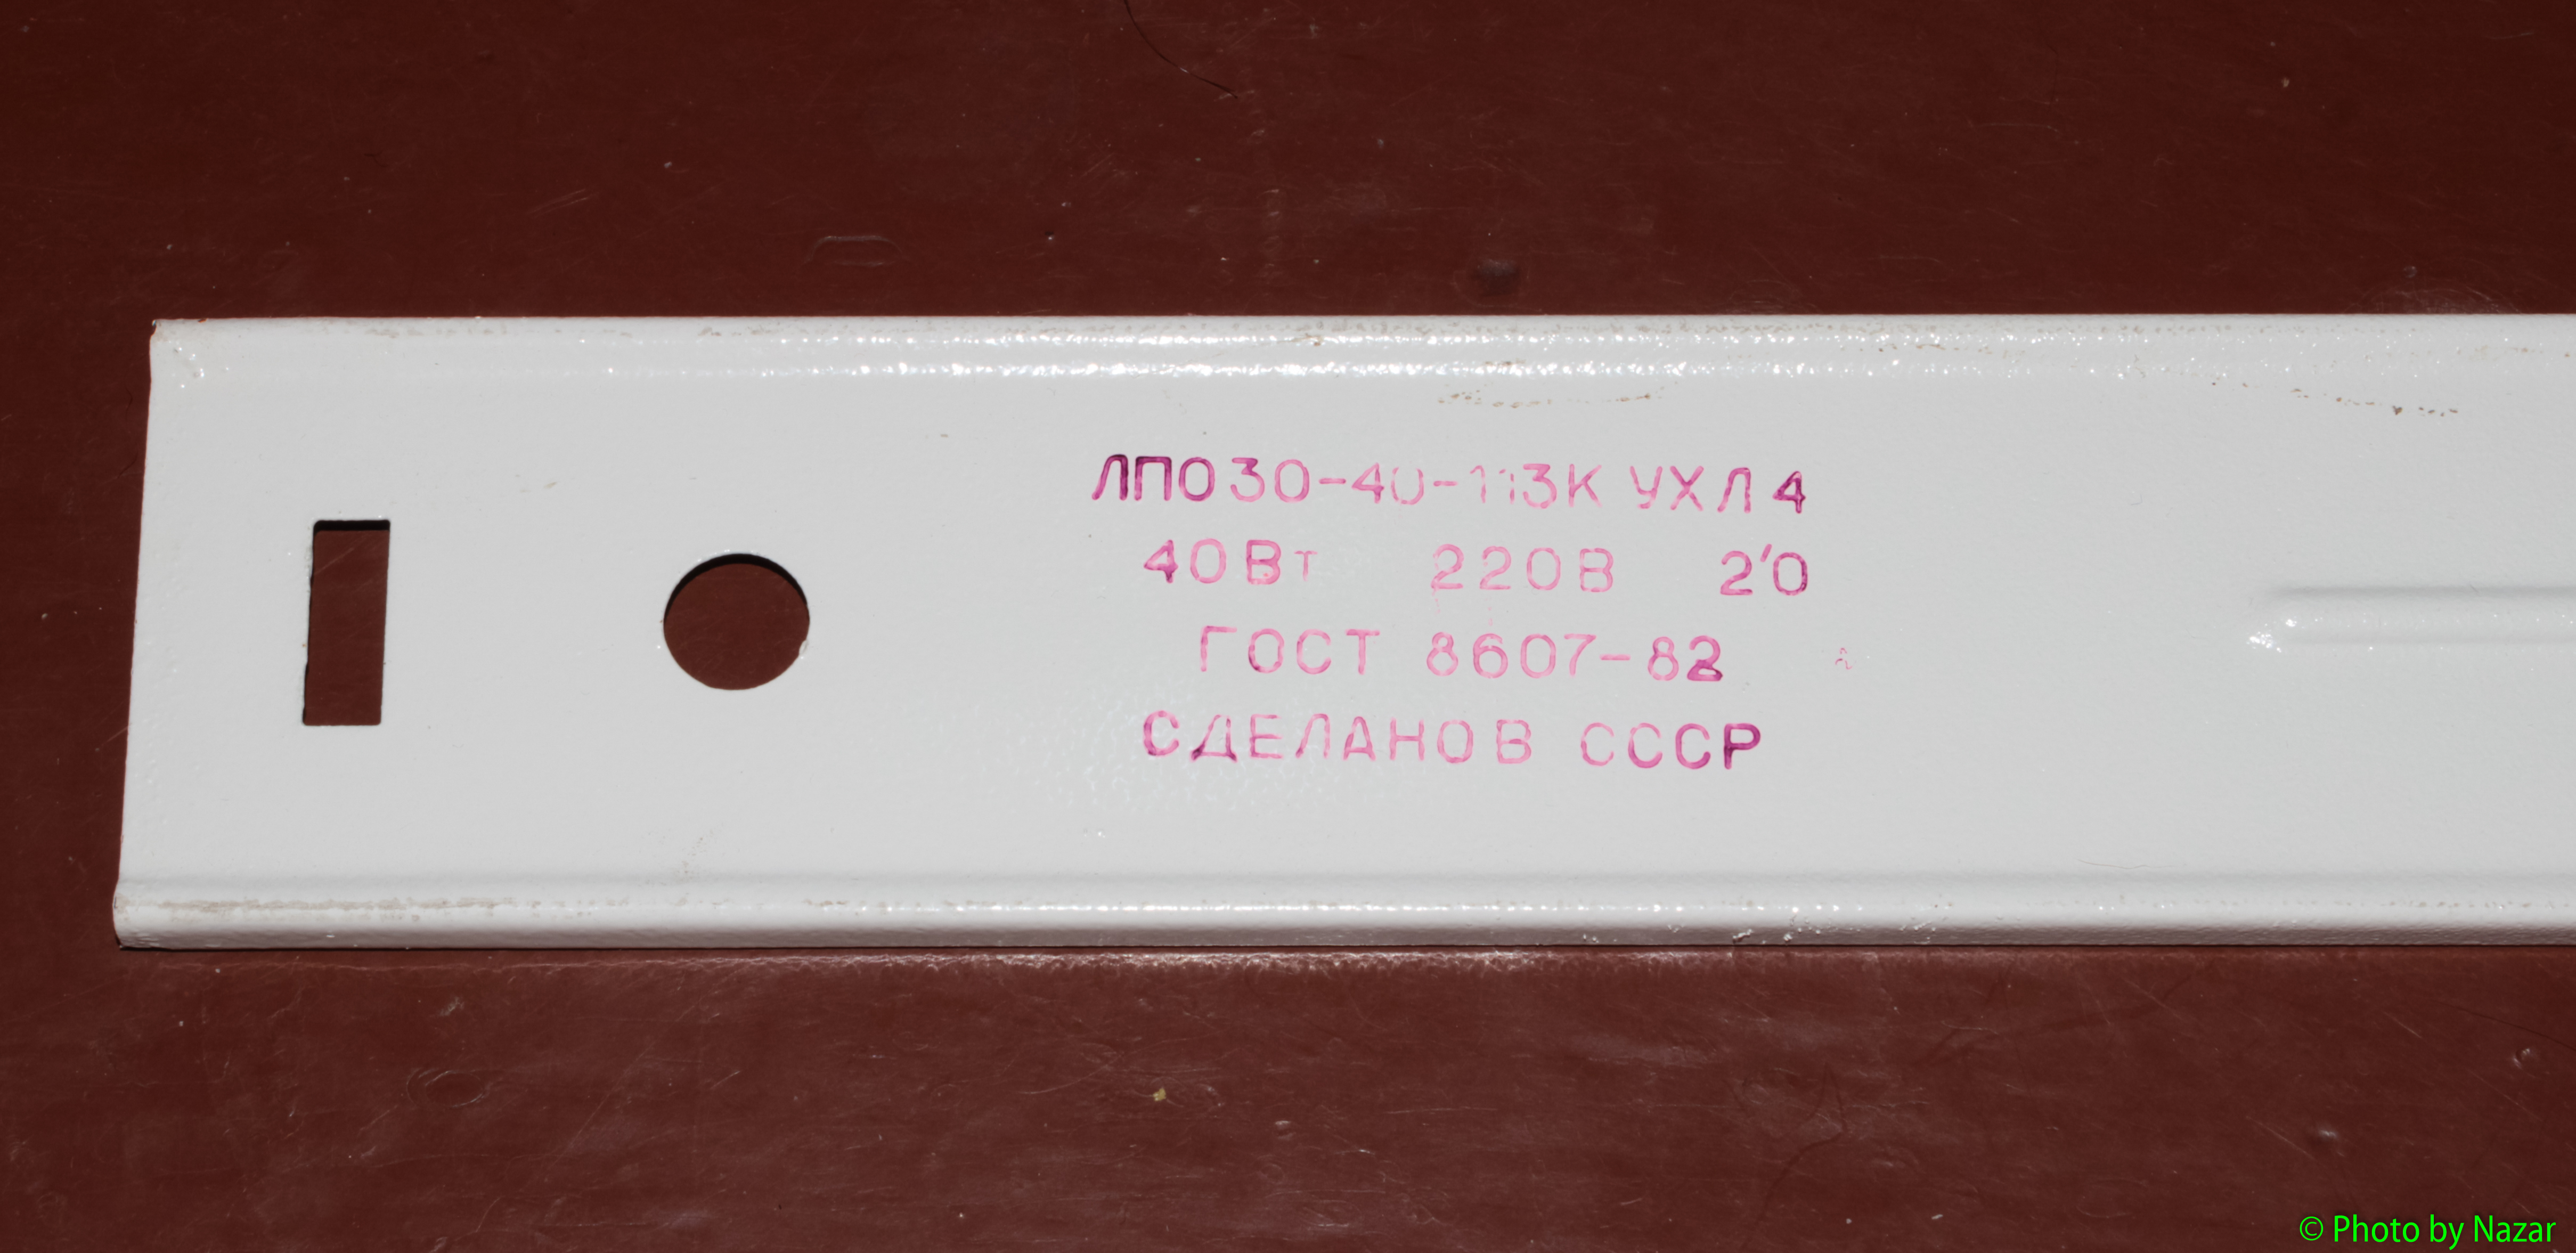 ЛПО30-40-113К УХЛ4
40Вт 220В 2'0
ГОСТ 8607-82
СДЕЛАНО В СССР
© Photo by Nazar